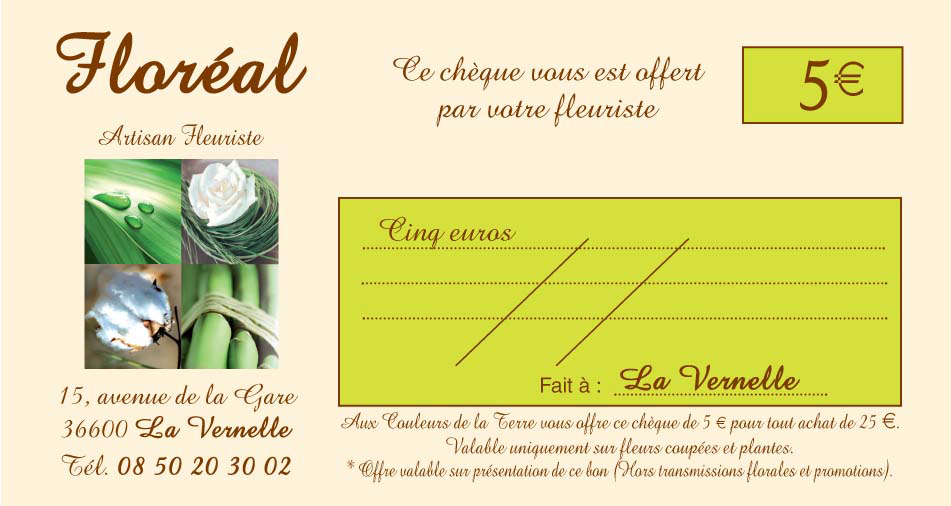 Floréal
Artisan Fleuriste
15, avenue de la Gare
36600 La Vernelle
Tél. 08 50 20 30 02
Ce chèque vous est offert
par votre fleuriste
5€
Cinq euros
Fait à : La Vernelle
Aux Couleurs de la Terre vous offre ce chèque de 5 € pour tout achat de 25 €.
Valable uniquement sur fleurs coupées et plantes.
* Offre valable sur présentation de ce bon (Hors transmissions florales et promotions).